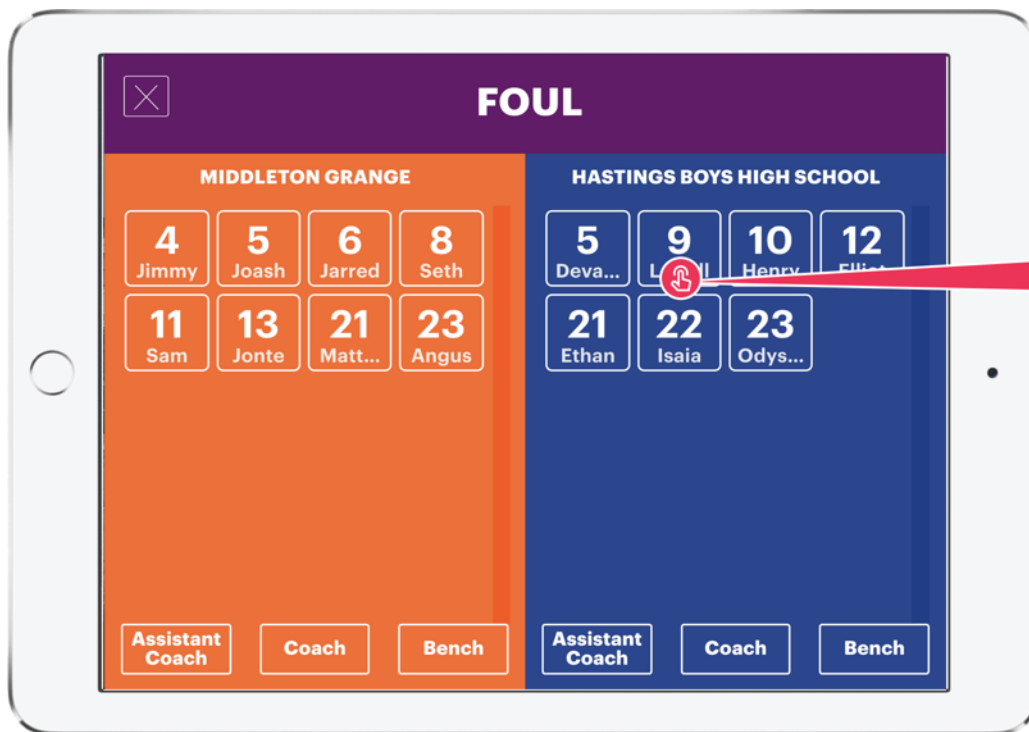 FOUL
MIDDLETON GRANGE
4
Jimmy
5
Joash
6
Jarred
8
Seth
11
Sam
13
Jonte
21
Matt...
23
Angus
Assistant
Coach
Coach
Bench
HASTINGS BOYS HIGH SCHOOL
5
Deva...
9
10
Henry
12
21
Ethan
22
Isaia
23
Odys...
Assistant
Coach
Coach
Bench